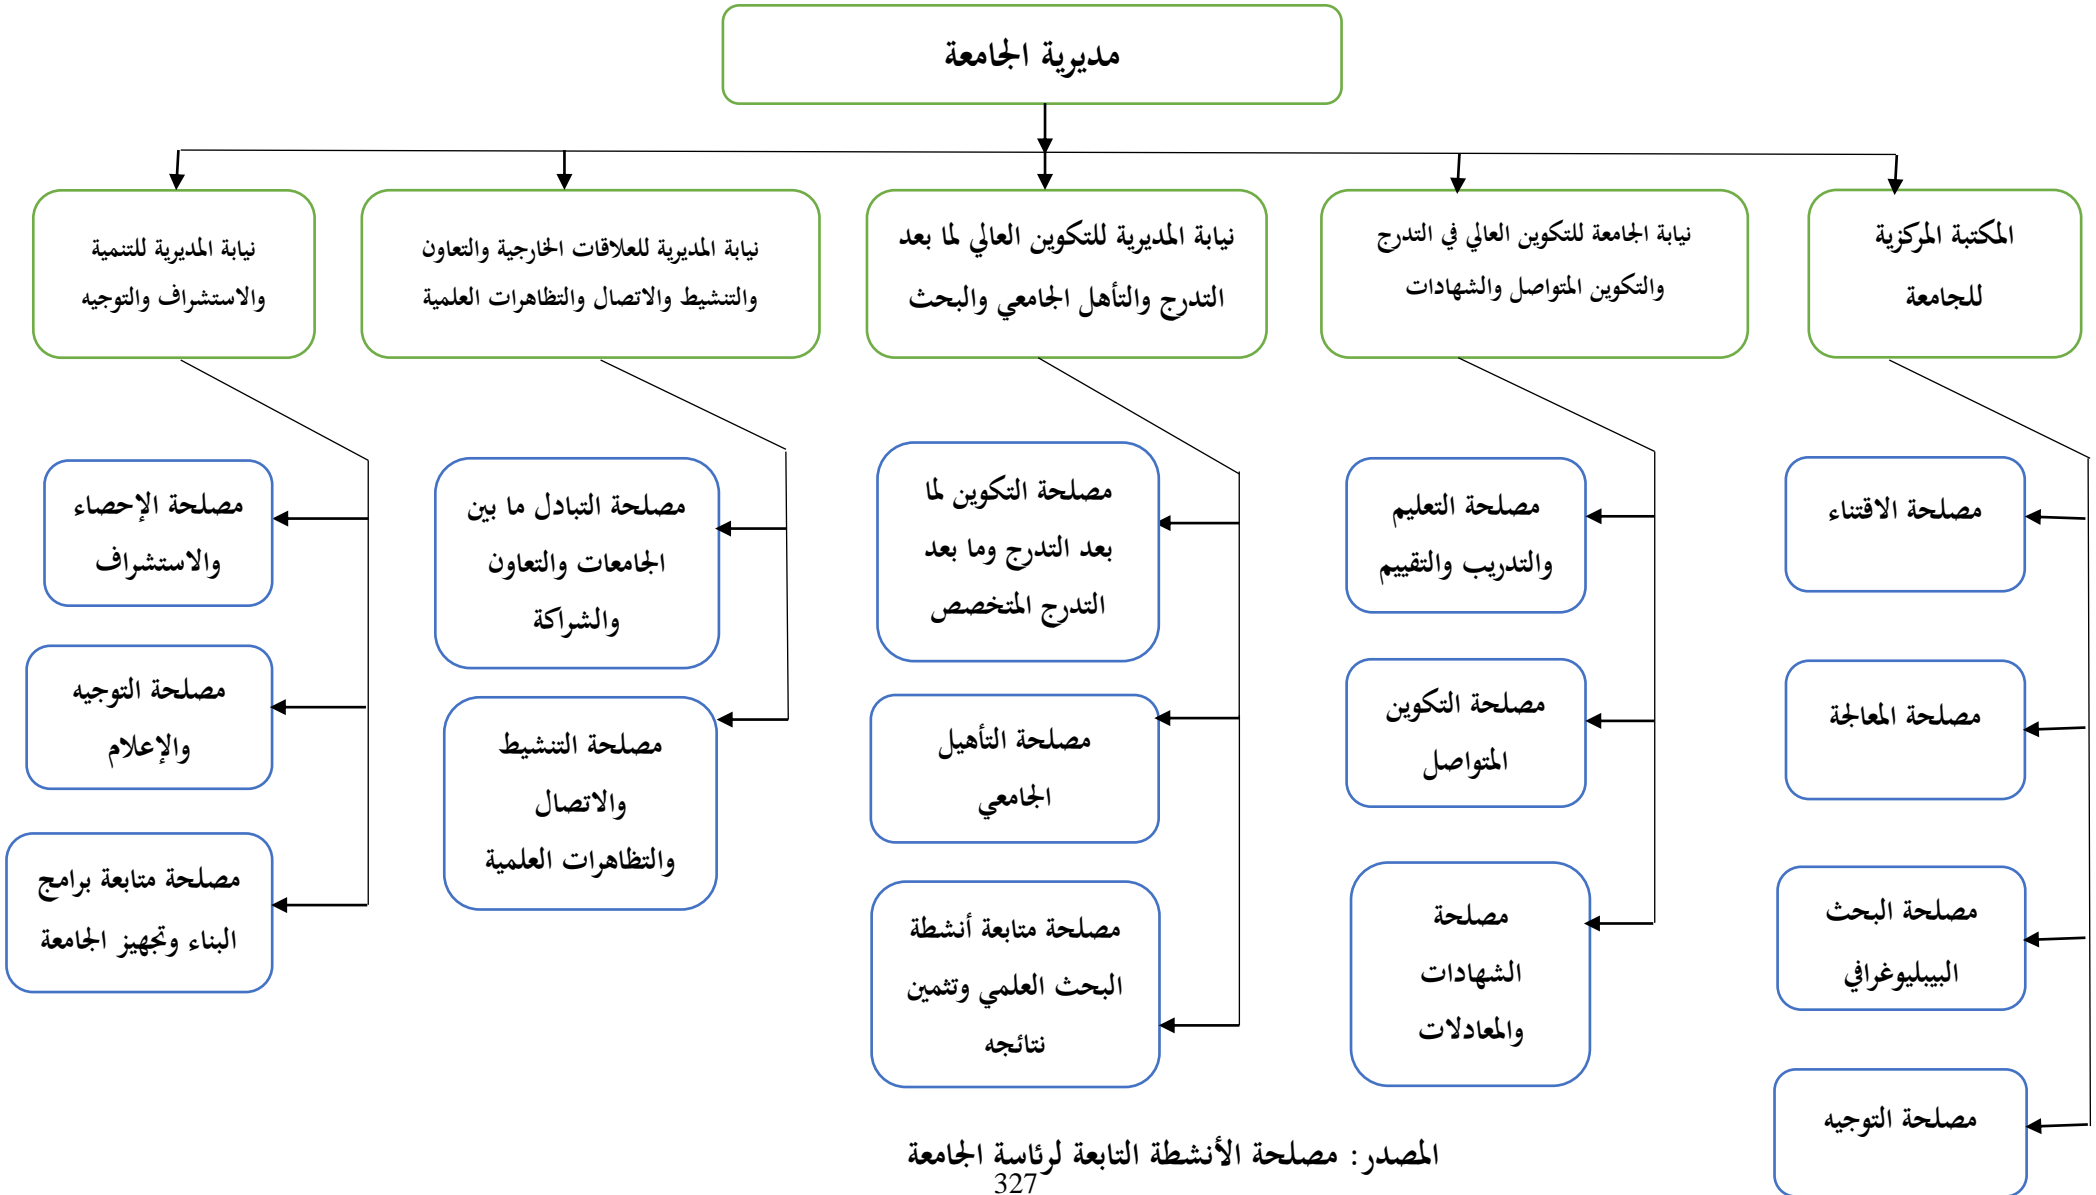 مديرية الجامعة
المكتبة المركزية
للجامعة
نيابة الجامعة للتكوين العالي في التدرج
والتكوين المتواصل والشهادات
نيابة المديرية للتكوين العالي لما بعد
التدرج والتأهل الجامعي والبحث
نيابة المديرية للعلاقات الخارجية والتعاون
والتنشيط والاتصال والتظاهرات العلمية
نيابة المديرية للتنمية
والاستشراف والتوجيه
مصلحة الاقتناء
مصلحة المعالجة
مصلحة البحث
البيبليوغرافي
مصلحة التوجيه
مصلحة التعليم
والتدريب والتقييم
مصلحة التكوين
المتواصل
مصلحة
الشهادات
والمعادلات
مصلحة التكوين لما
بعد التدرج وما بعد
التدرج المتخصص
مصلحة التأهيل
الجامعي
مصلحة متابعة أنشطة
البحث العلمي وتثمين
نتائجه
مصلحة التبادل ما بين
الجامعات والتعاون
والشراكة
مصلحة التنشيط
والاتصال
والتظاهرات العلمية
مصلحة الإحصاء
والاستشراف
مصلحة التوجيه
والإعلام
مصلحة متابعة برامج
البناء وتجهيز الجامعة
المصدر: مصلحة الأنشطة التابعة لرئاسة الجامعة
327